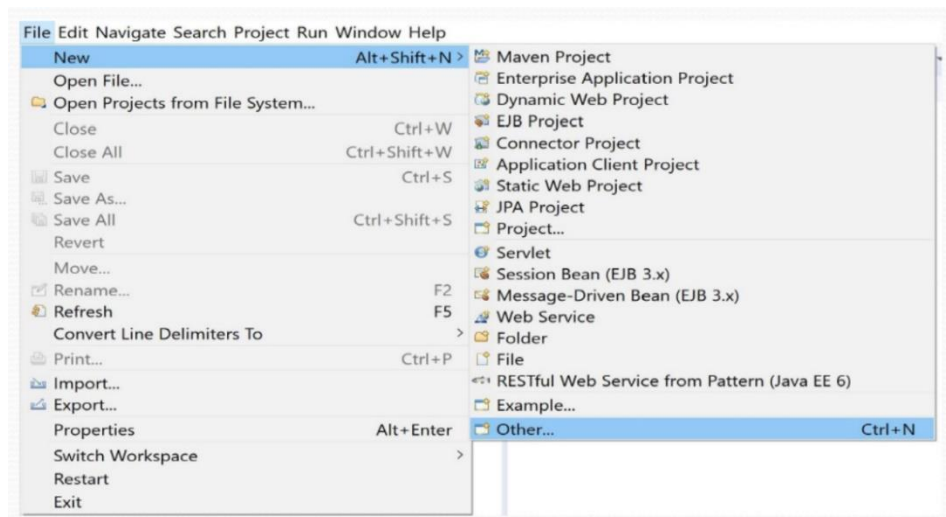 File Edit Navigate Search Project Run Window Help
New Alt+Shift+N >
Open File...
Open Projects from File System...
Close Ctrl+W
Close All Ctrl+Shift+W
Save Ctrl+S
Save As...
Save All Ctrl+Shift+S
Revert
Move...
Rename... F2
Refresh F5
Convert Line Delimiters To >
Print... Ctrl+P
Import...
Export...
Properties Alt+Enter
Switch Workspace >
Restart
Exit
Maven Project
Enterprise Application Project
Dynamic Web Project
EJB Project
Connector Project
Application Client Project
Static Web Project
JPA Project
Project...
Servlet
Session Bean (EJB 3.x)
Message-Driven Bean (EJB 3.x)
Web Service
Folder
File
RESTful Web Service from Pattern (Java EE 6)
Example...
Other... Ctrl+N